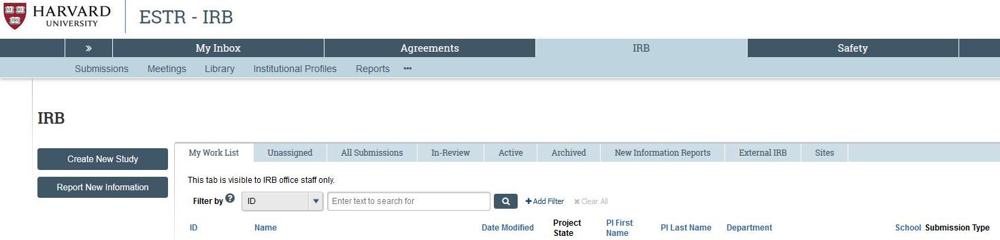 HARVARD
UNIVERSITY
ESTR - IRB
» My Inbox Agreements IRB Safety
Submissions Meetings Library Institutional Profiles Reports •••
IRB
Create New Study
Report New Information
My Work List Unassigned All Submissions In-Review Active Archived New Information Reports External IRB Sites
This tab is visible to IRB office staff only.
Filter by ? ID Enter text to search for +Add Filter ×Clear All
ID Name Date Modified Project State PI First Name PI Last Name Department School Submission Type